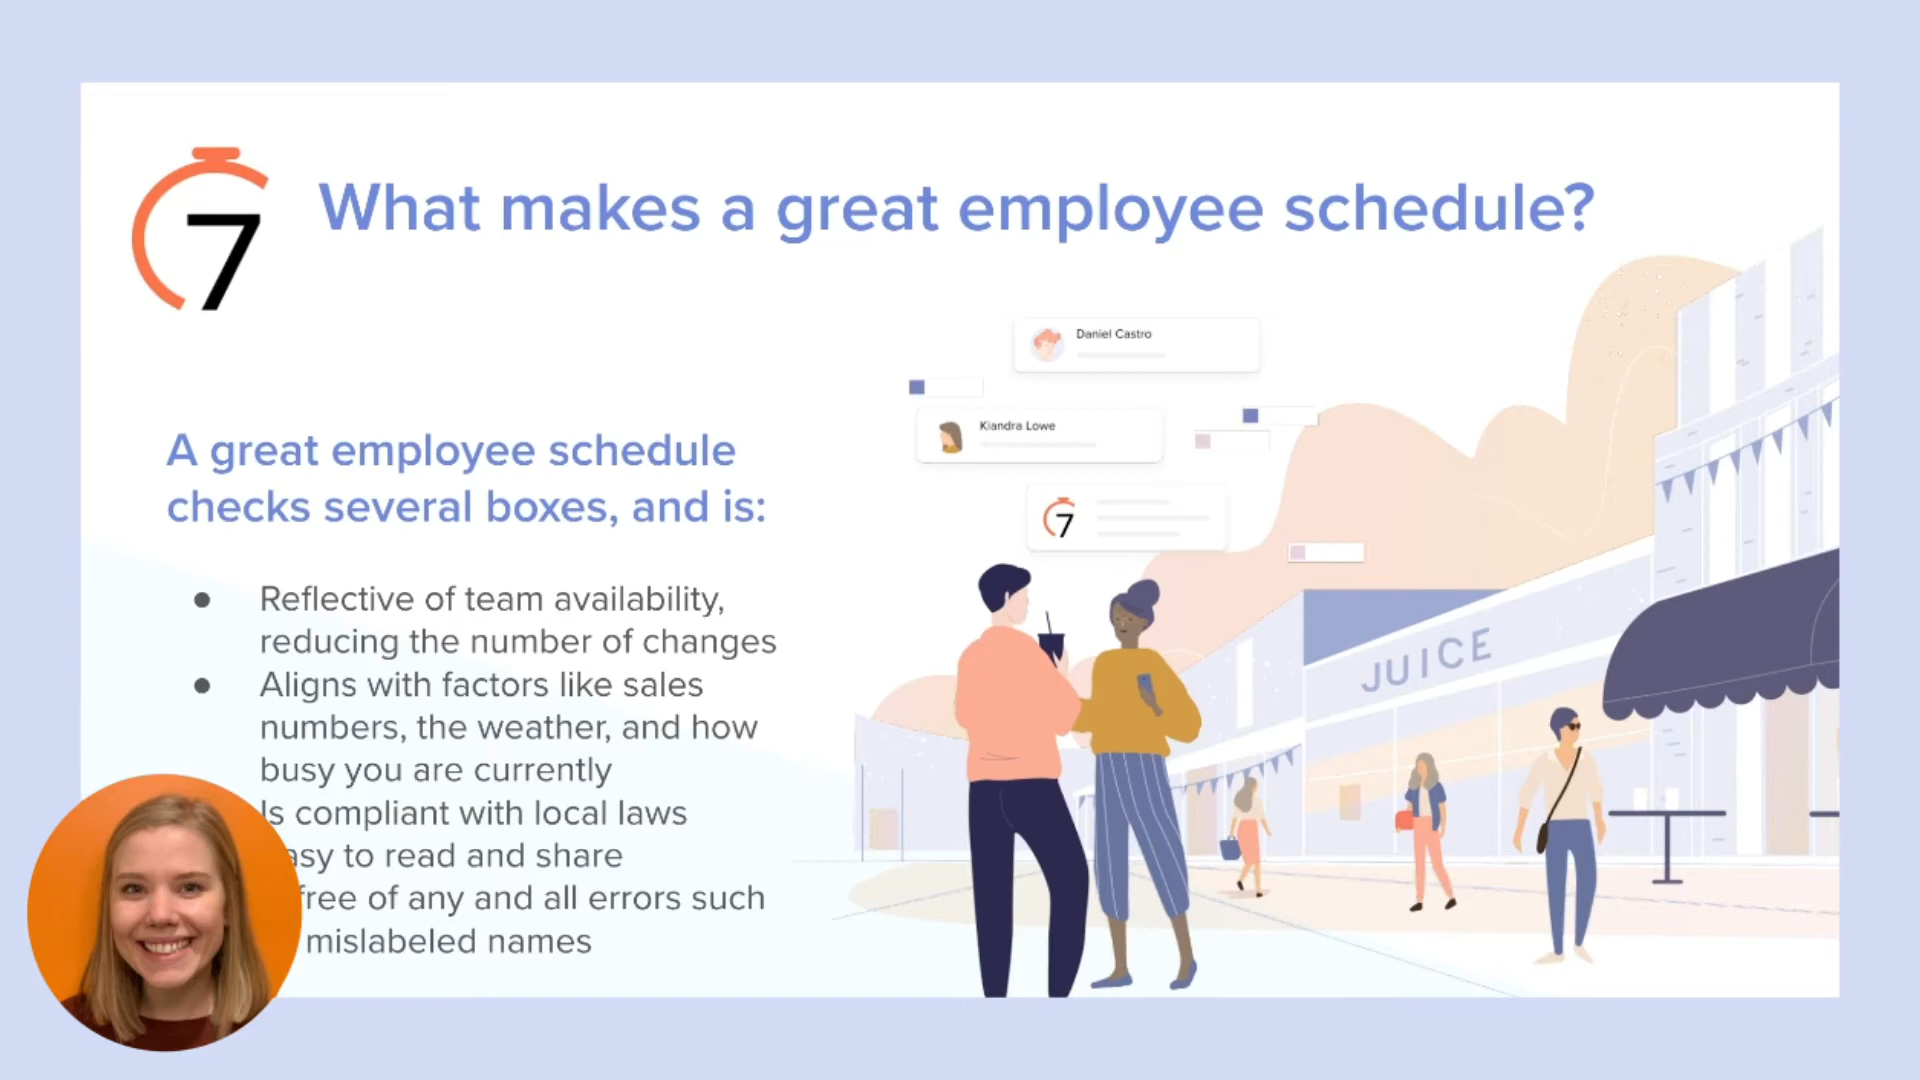 7
What makes a great employee schedule?
Daniel Castro
Kiandra Lowe
7
JUICE
A great employee schedule
checks several boxes, and is:
● Reflective of team availability,
reducing the number of changes
● Aligns with factors like sales
numbers, the weather, and how
busy you are currently
Is compliant with local laws
to read and share
free of any and all errors such
mislabeled names